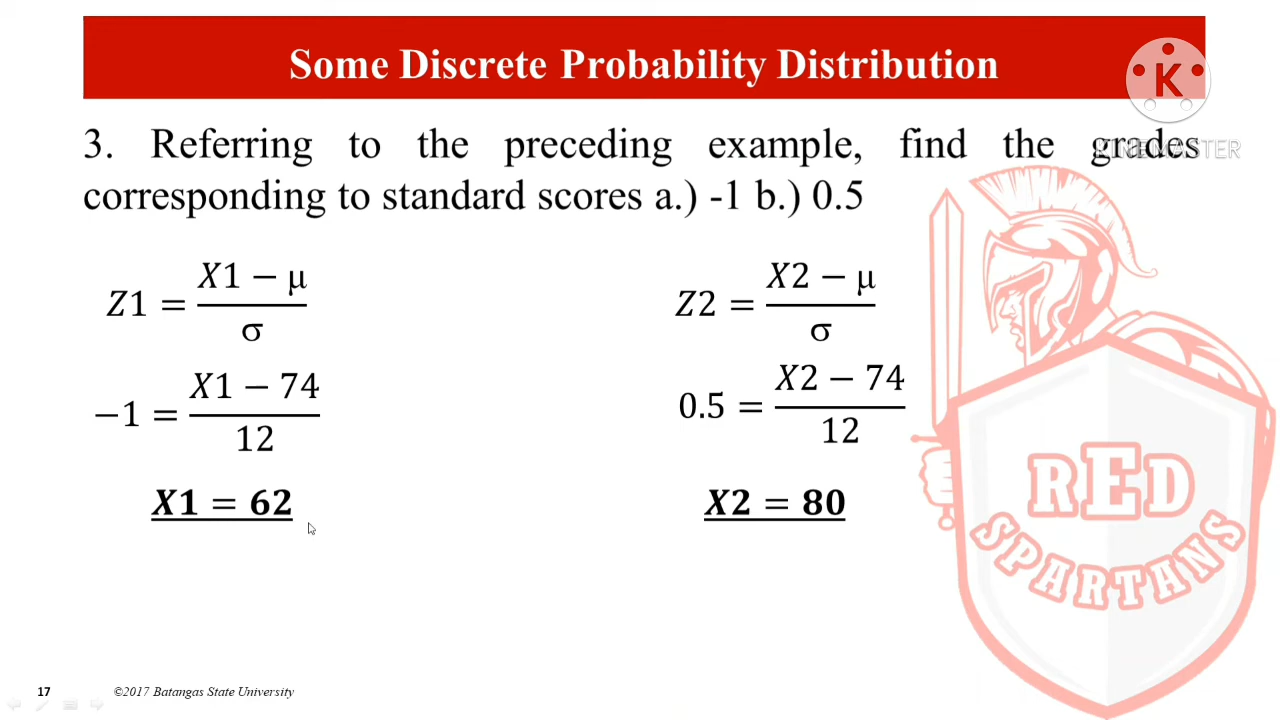 Some Discrete Probability Distribution
K
KINEMASTER
3. Referring to the preceding example, find the grades
corresponding to standard scores a.) -1 b.) 0.5
Z1 = (X1 − μ) / σ
Z2 = (X2 − μ) / σ
−1 = (X1 − 74) / 12
0.5 = (X2 − 74) / 12
X1 = 62
X2 = 80
RED
SPARTANS
17 ©2017 Batangas State University